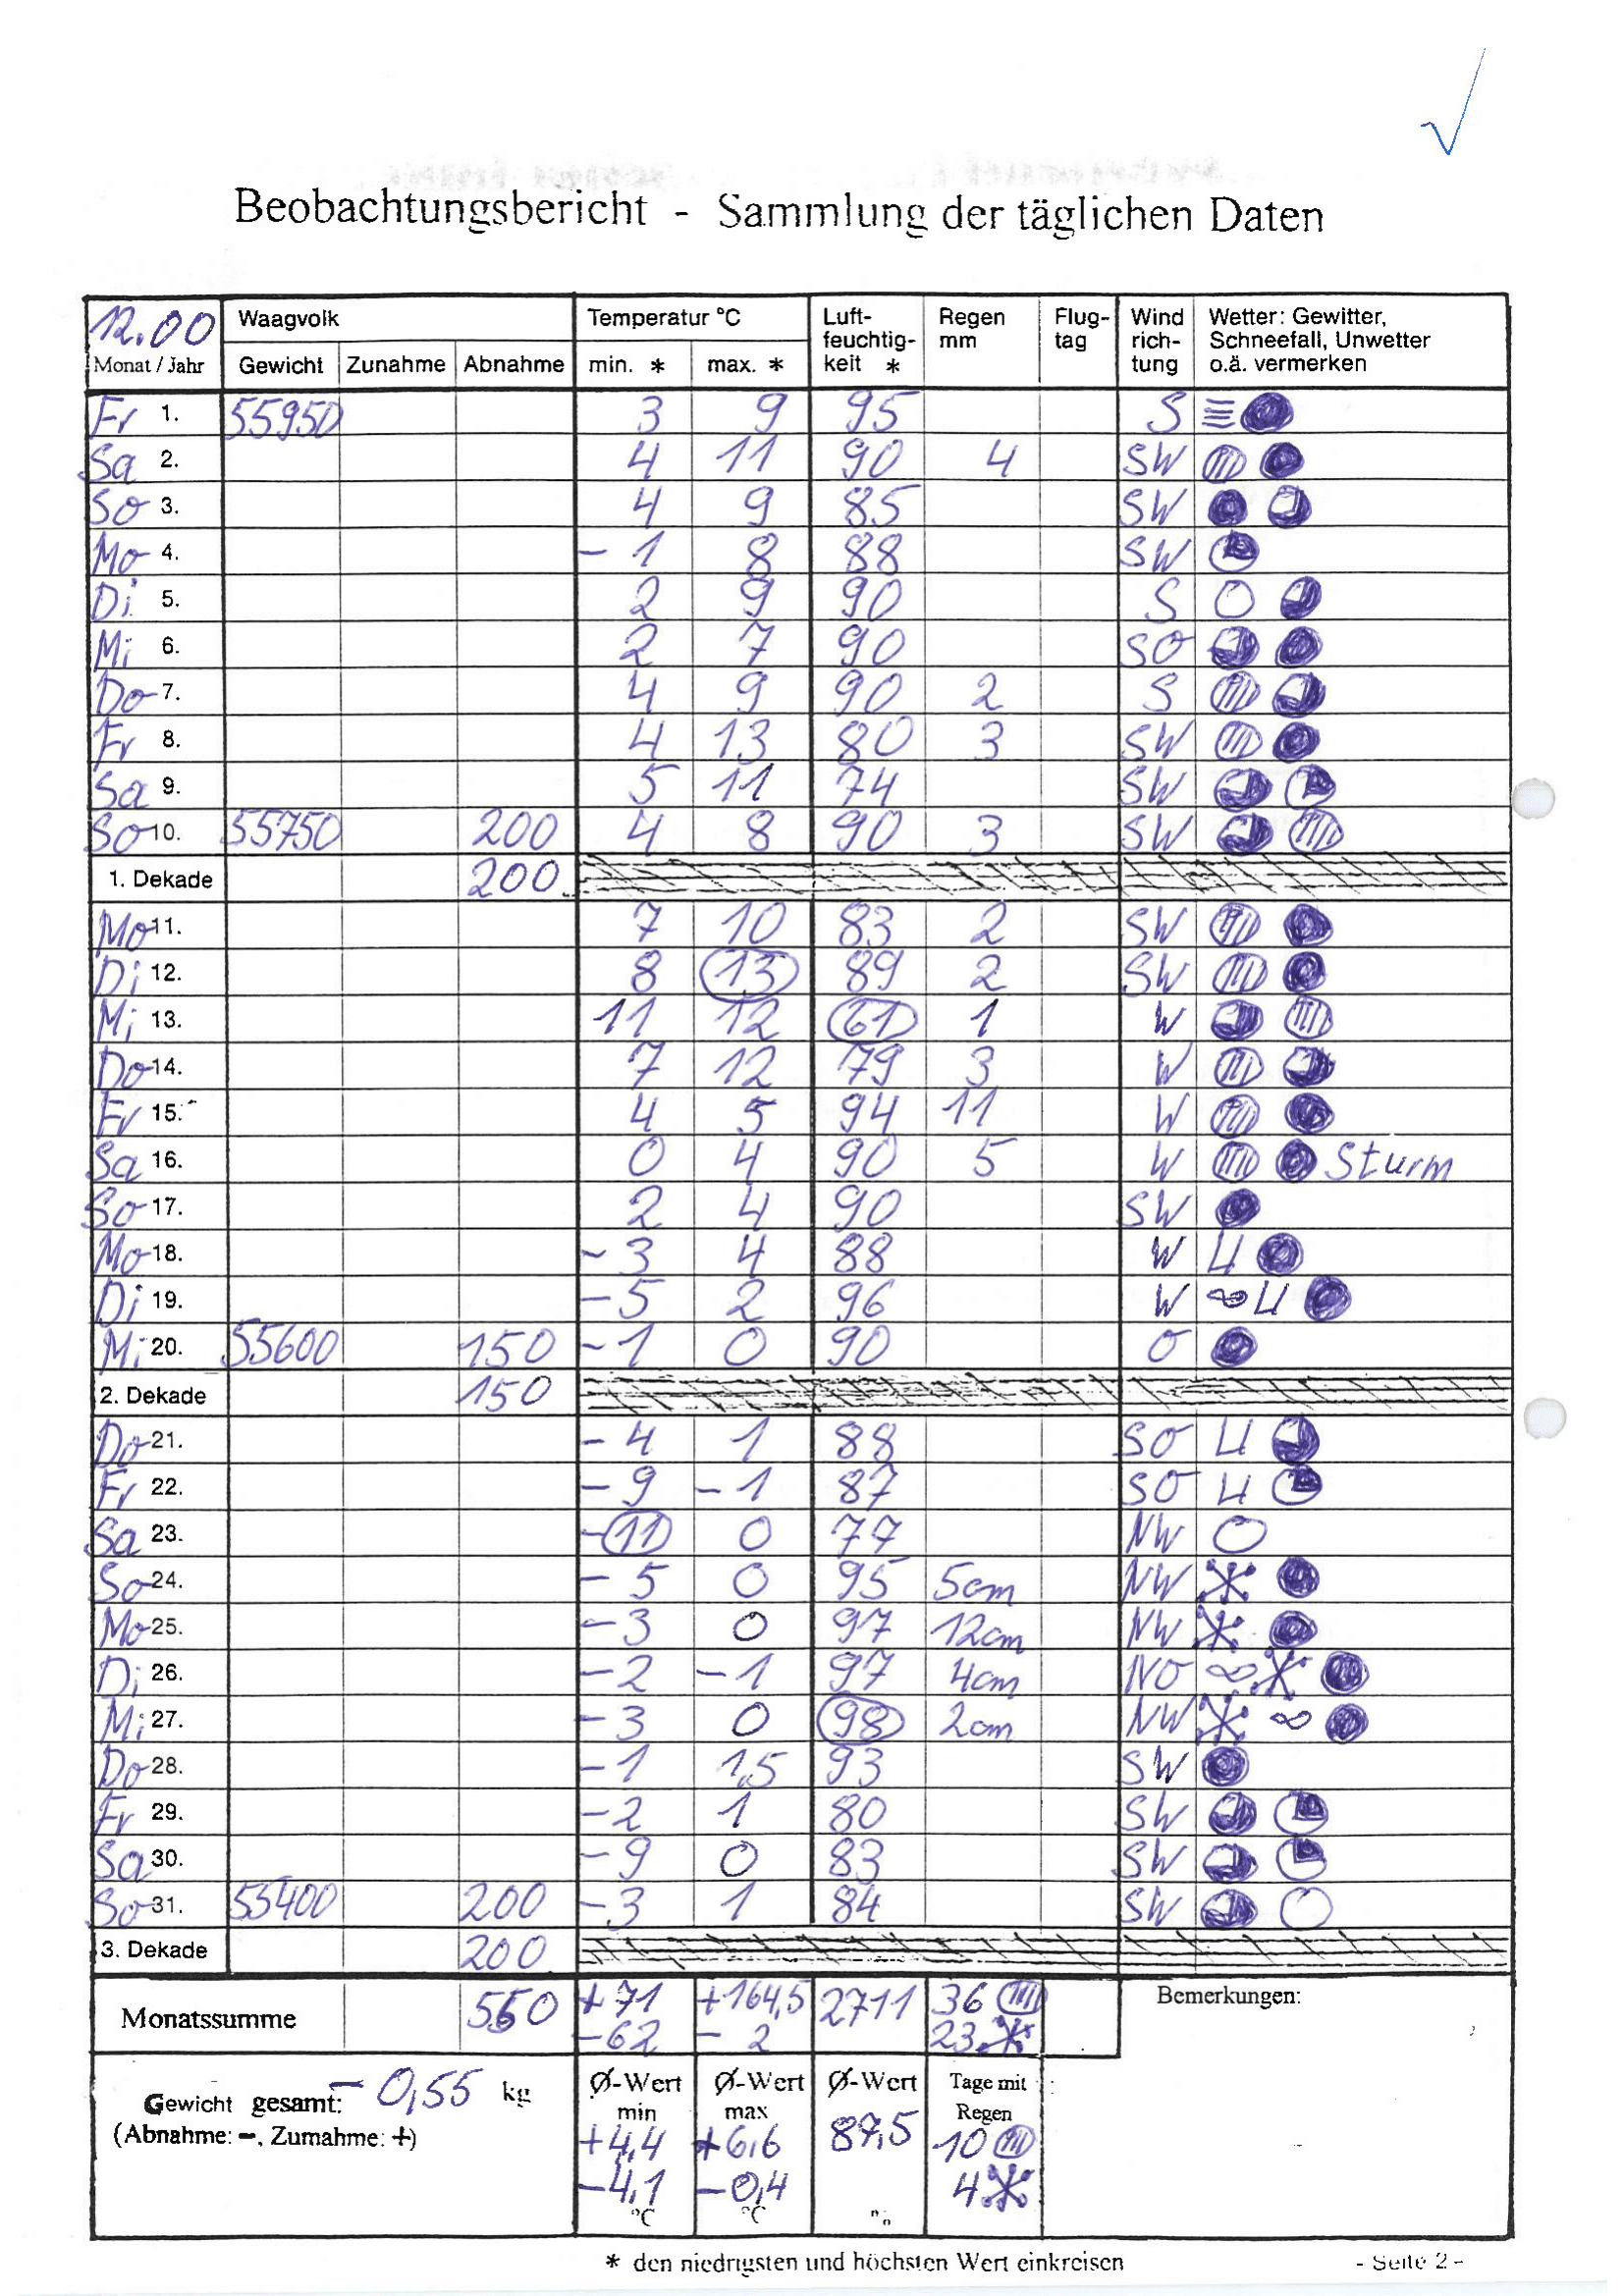 Beobachtungsbericht - Sammlung der täglichen Daten
12.00 Waagvolk Temperatur °C Luft- Regen Flug- Wind Wetter: Gewitter,
feuchtig- mm tag rich- Schneefall, Unwetter
Monat / Jahr Gewicht Zunahme Abnahme min. * max. * keit * tung o.ä. vermerken
Fr 1. 55950 3 9 95 S
Sa 2. 4 11 90 4 SW
So 3. 4 9 85 SW
Mo 4. - 1 8 88 SW
Di 5. 2 9 90 S
Mi 6. 2 7 90 SO
Do 7. 4 9 90 2 S
Fr 8. 4 13 80 3 SW
Sa 9. 5 11 74 SW
So 10. 55750 200 4 8 90 3 SW
1. Dekade 200
Mo 11. 7 10 83 2 SW
Di 12. 8 13 89 2 SW
Mi 13. 11 12 61 1 W
Do 14. 7 12 79 3 W
Fr 15. 4 5 94 11 W
Sa 16. 0 4 90 5 W Sturm
So 17. 2 4 90 SW
Mo 18. - 3 4 88 W
Di 19. - 5 2 96 W
Mi 20. 55600 150 - 1 0 90 O
2. Dekade 150
Do 21. - 4 1 88 SO
Fr 22. - 9 - 1 87 SO
Sa 23. - 11 0 77 NW
So 24. - 5 0 95 5cm NW
Mo 25. - 3 0 97 12cm NW
Di 26. - 2 - 1 97 4cm NO
Mi 27. - 3 0 98 2cm NW
Do 28. - 1 1,5 93 SW
Fr 29. - 2 1 80 SW
Sa 30. - 9 0 83 SW
So 31. 55400 200 - 3 1 84 SW
3. Dekade 200
Monatssumme 550 +71 +164,5 2711 36 Bemerkungen:
-62 - 2 23
Gewicht gesamt: - 0,55 kg Ø-Wert Ø-Wert Ø-Wert Tage mit
(Abnahme: -, Zumahme: +) min max Regen
+4,4 +6,6 87,5 10
-4,1 -0,4 4
°C °C %
* den niedrigsten und höchsten Wert einkreisen - Seite 2 -